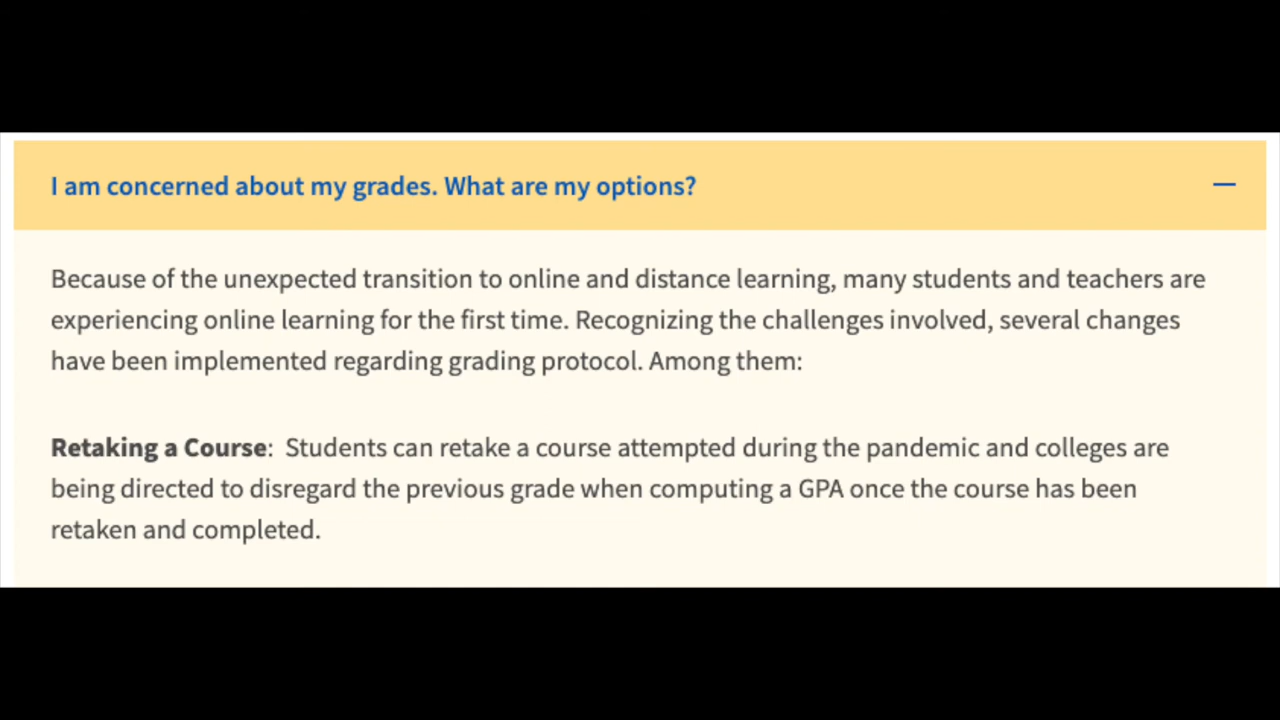 I am concerned about my grades. What are my options?
Because of the unexpected transition to online and distance learning, many students and teachers are
experiencing online learning for the first time. Recognizing the challenges involved, several changes
have been implemented regarding grading protocol. Among them:
Retaking a Course:  Students can retake a course attempted during the pandemic and colleges are
being directed to disregard the previous grade when computing a GPA once the course has been
retaken and completed.